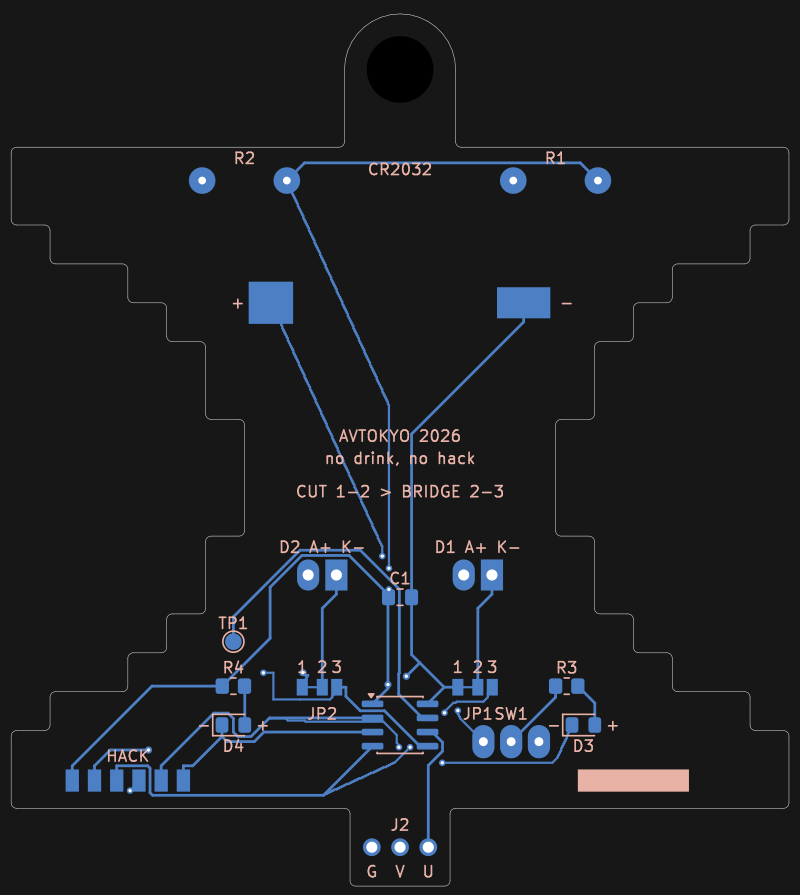 R2
R1
CR2032
+
-
AVTOKYO 2026
no drink, no hack
CUT 1-2 > BRIDGE 2-3
D2 A+ K-
D1 A+ K-
C1
TP1
R4
1 2 3
1 2 3
R3
JP2
JP1
SW1
- +
- +
D4
D3
HACK
J2
G V U